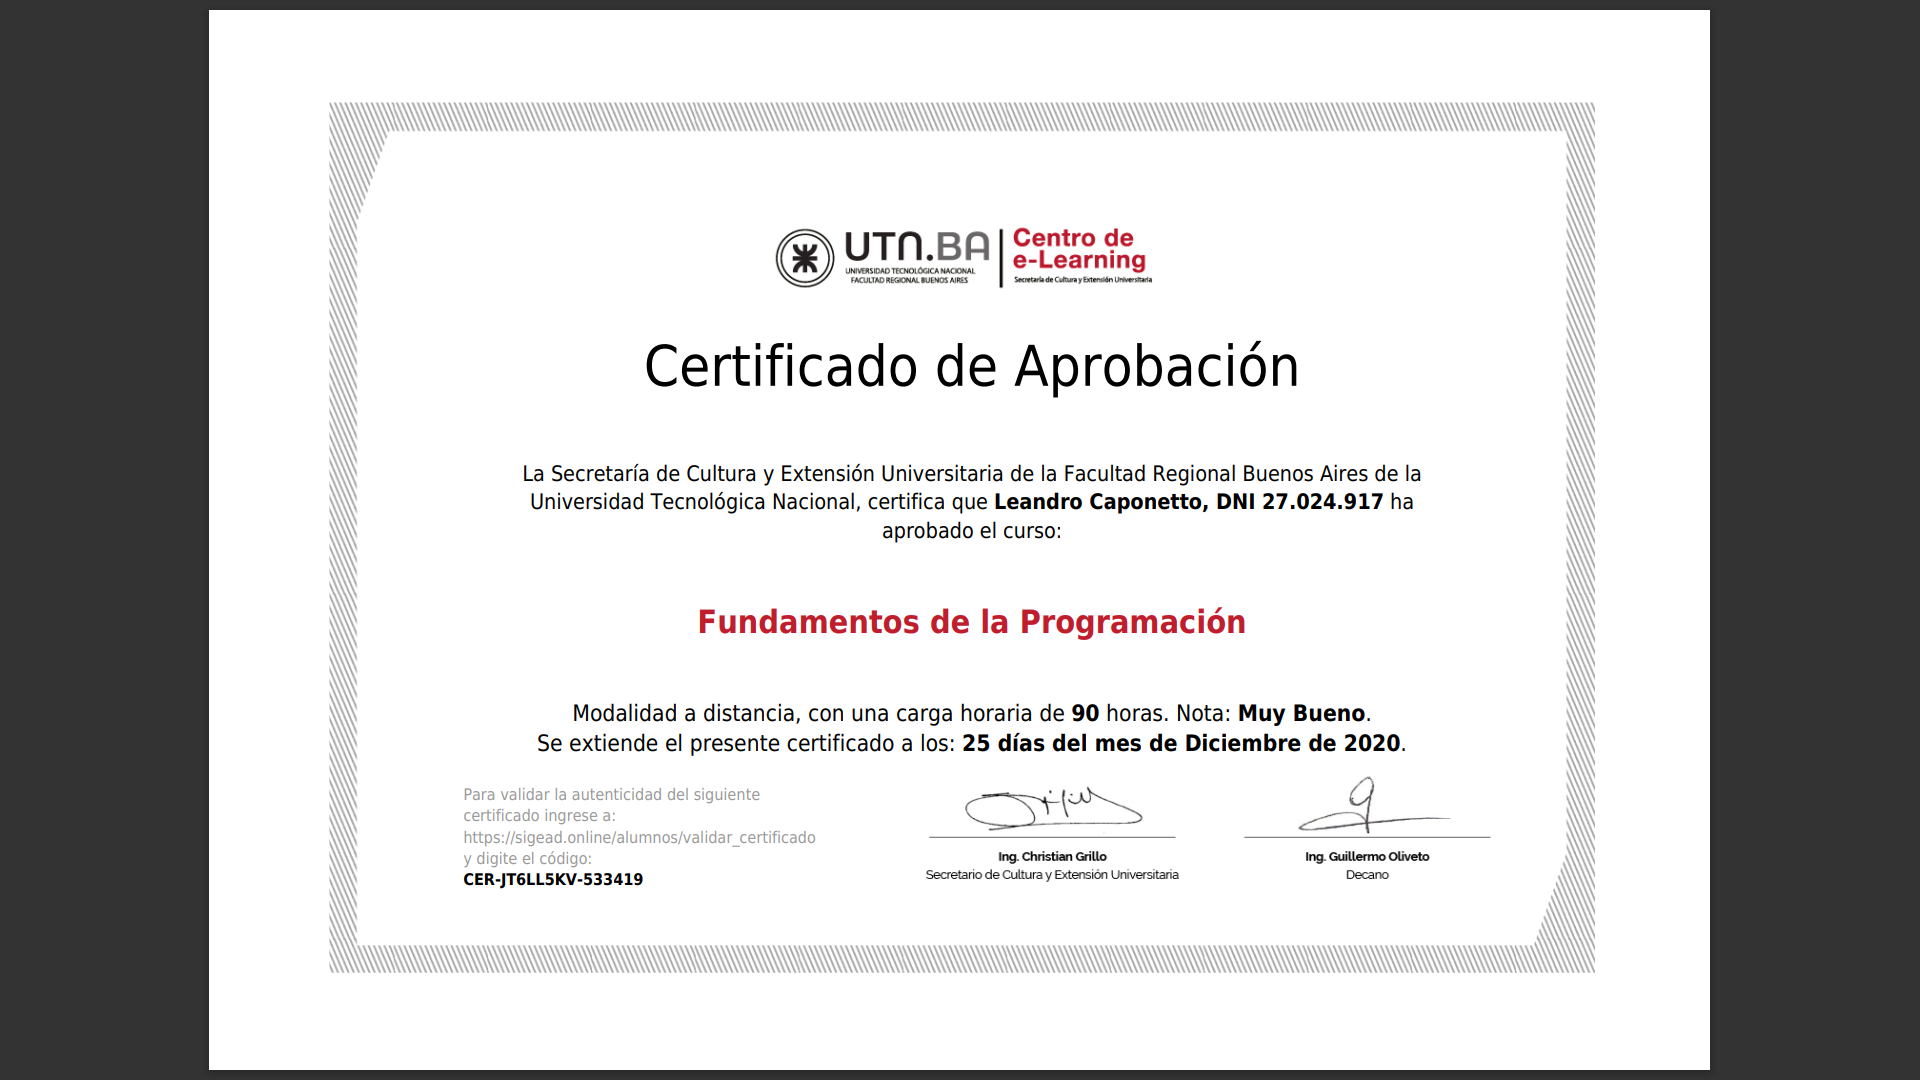 UTN.BA
UNIVERSIDAD TECNOLÓGICA NACIONAL
FACULTAD REGIONAL BUENOS AIRES
Centro de
e-Learning
Secretaría de Cultura y Extensión Universitaria
Certificado de Aprobación
La Secretaría de Cultura y Extensión Universitaria de la Facultad Regional Buenos Aires de la
Universidad Tecnológica Nacional, certifica que Leandro Caponetto, DNI 27.024.917 ha
aprobado el curso:
Fundamentos de la Programación
Modalidad a distancia, con una carga horaria de 90 horas. Nota: Muy Bueno.
Se extiende el presente certificado a los: 25 días del mes de Diciembre de 2020.
Para validar la autenticidad del siguiente
certificado ingrese a:
https://sigead.online/alumnos/validar_certificado
y digite el código:
CER-JT6LL5KV-533419
Ing. Christian Grillo
Secretario de Cultura y Extensión Universitaria
Ing. Guillermo Oliveto
Decano